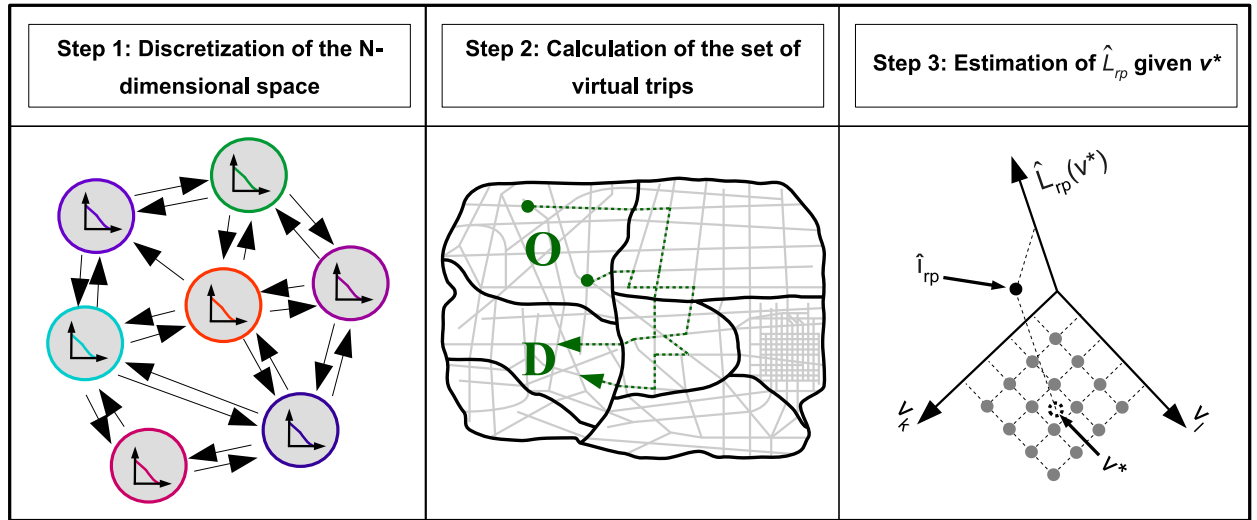 Step 1: Discretization of the N-
dimensional space
Step 2: Calculation of the set of
virtual trips
Step 3: Estimation of L̂rp given v*
O
D
L̂rp(v*)
l̂rp
vk
vl
v*